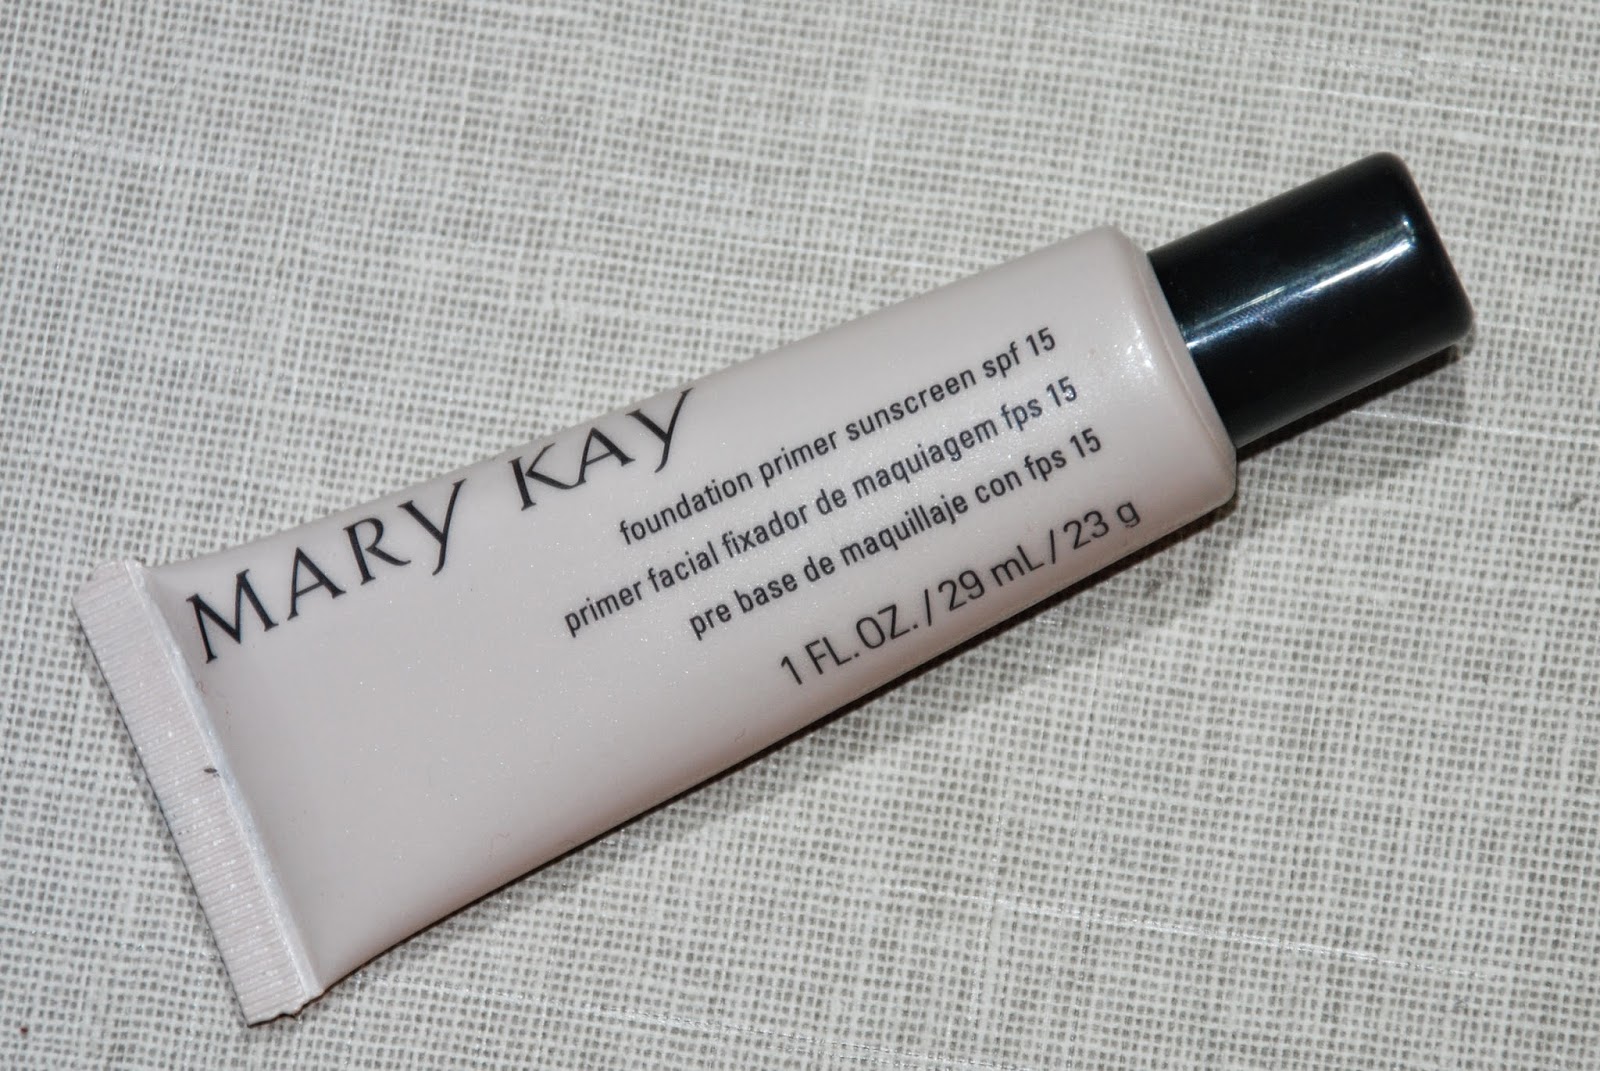 MARY KAY
foundation primer sunscreen spf 15
primer facial fixador de maquiagem fps 15
pre base de maquillaje con fps 15
1 FL. OZ. / 29 mL / 23 g